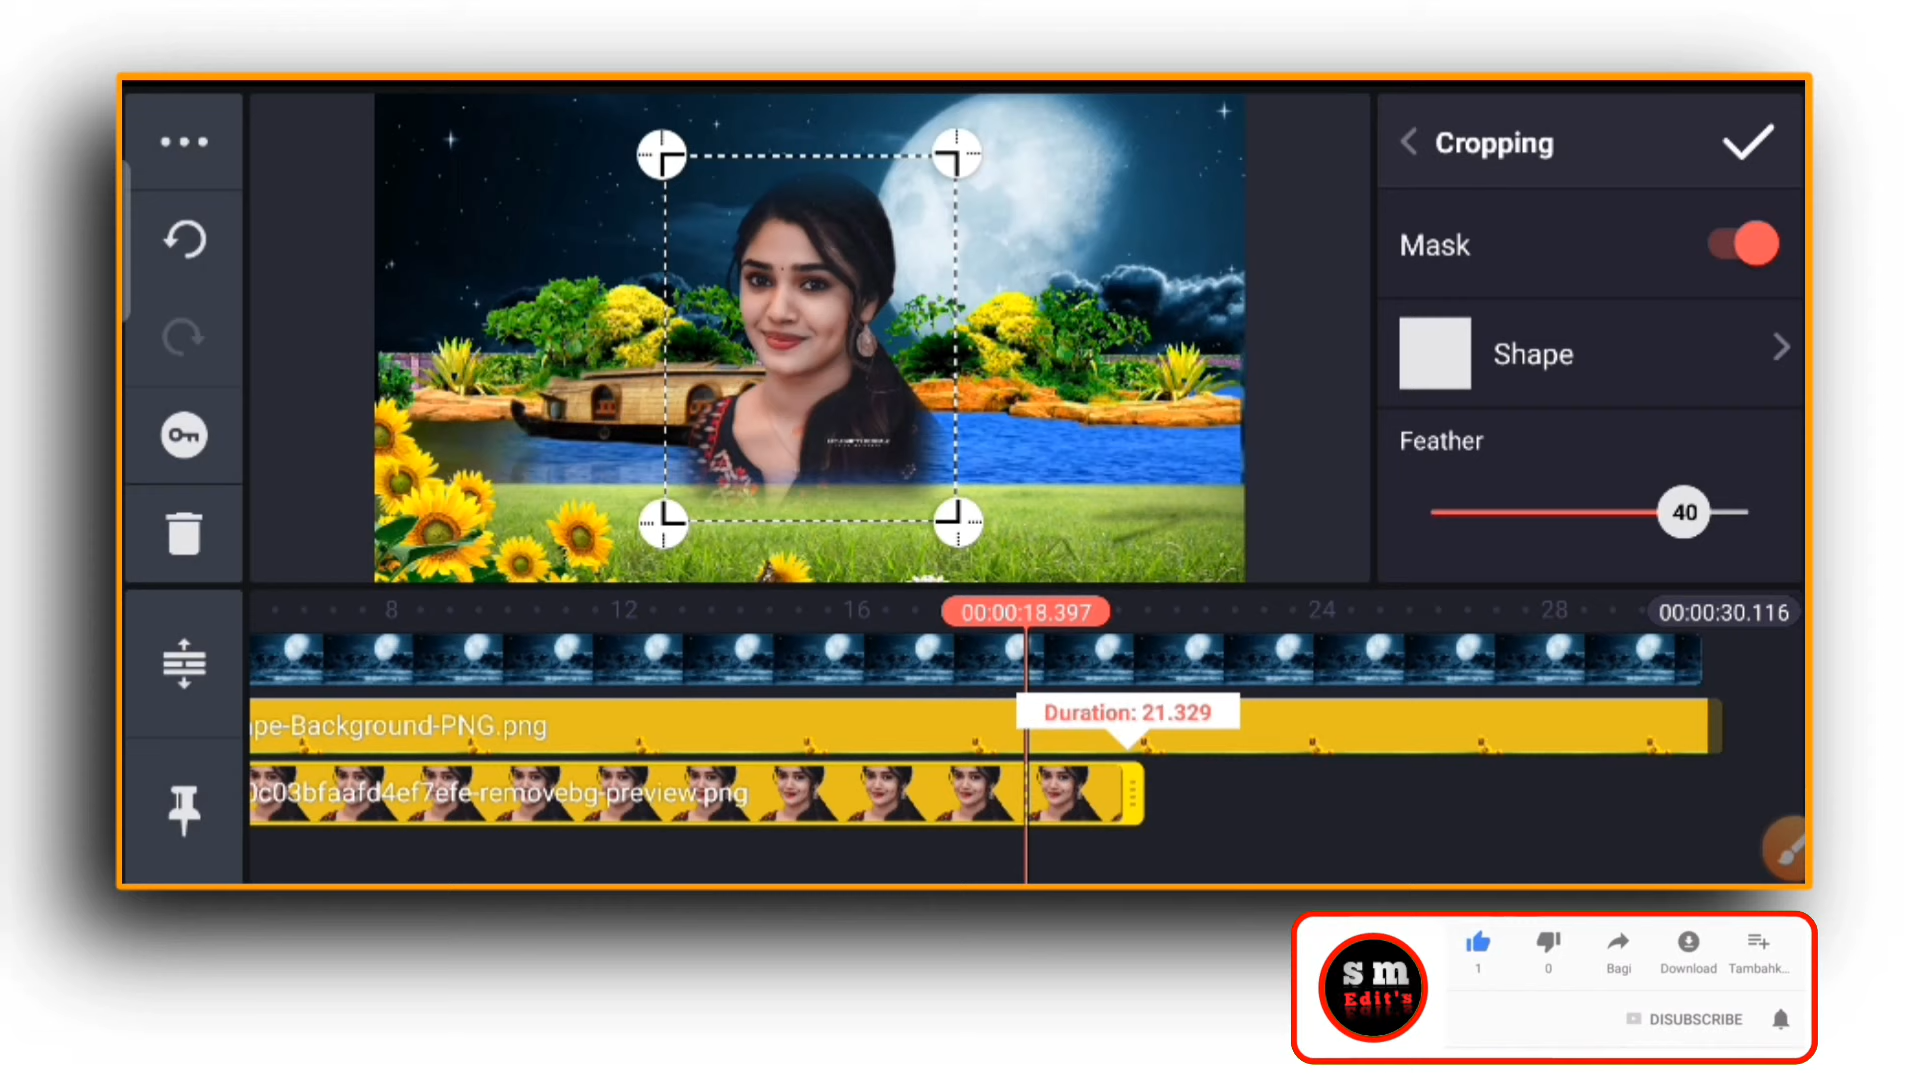 Cropping
Mask
Shape
Feather
40
8 12 16 00:00:18.397 24 28 00:00:30.116
Duration: 21.329
pe-Background-PNG.png
0c03bfaafd4ef7efe-removebg-preview.png
s m
Edit's
1 0 Bagi Download Tambahk...
DISUBSCRIBE